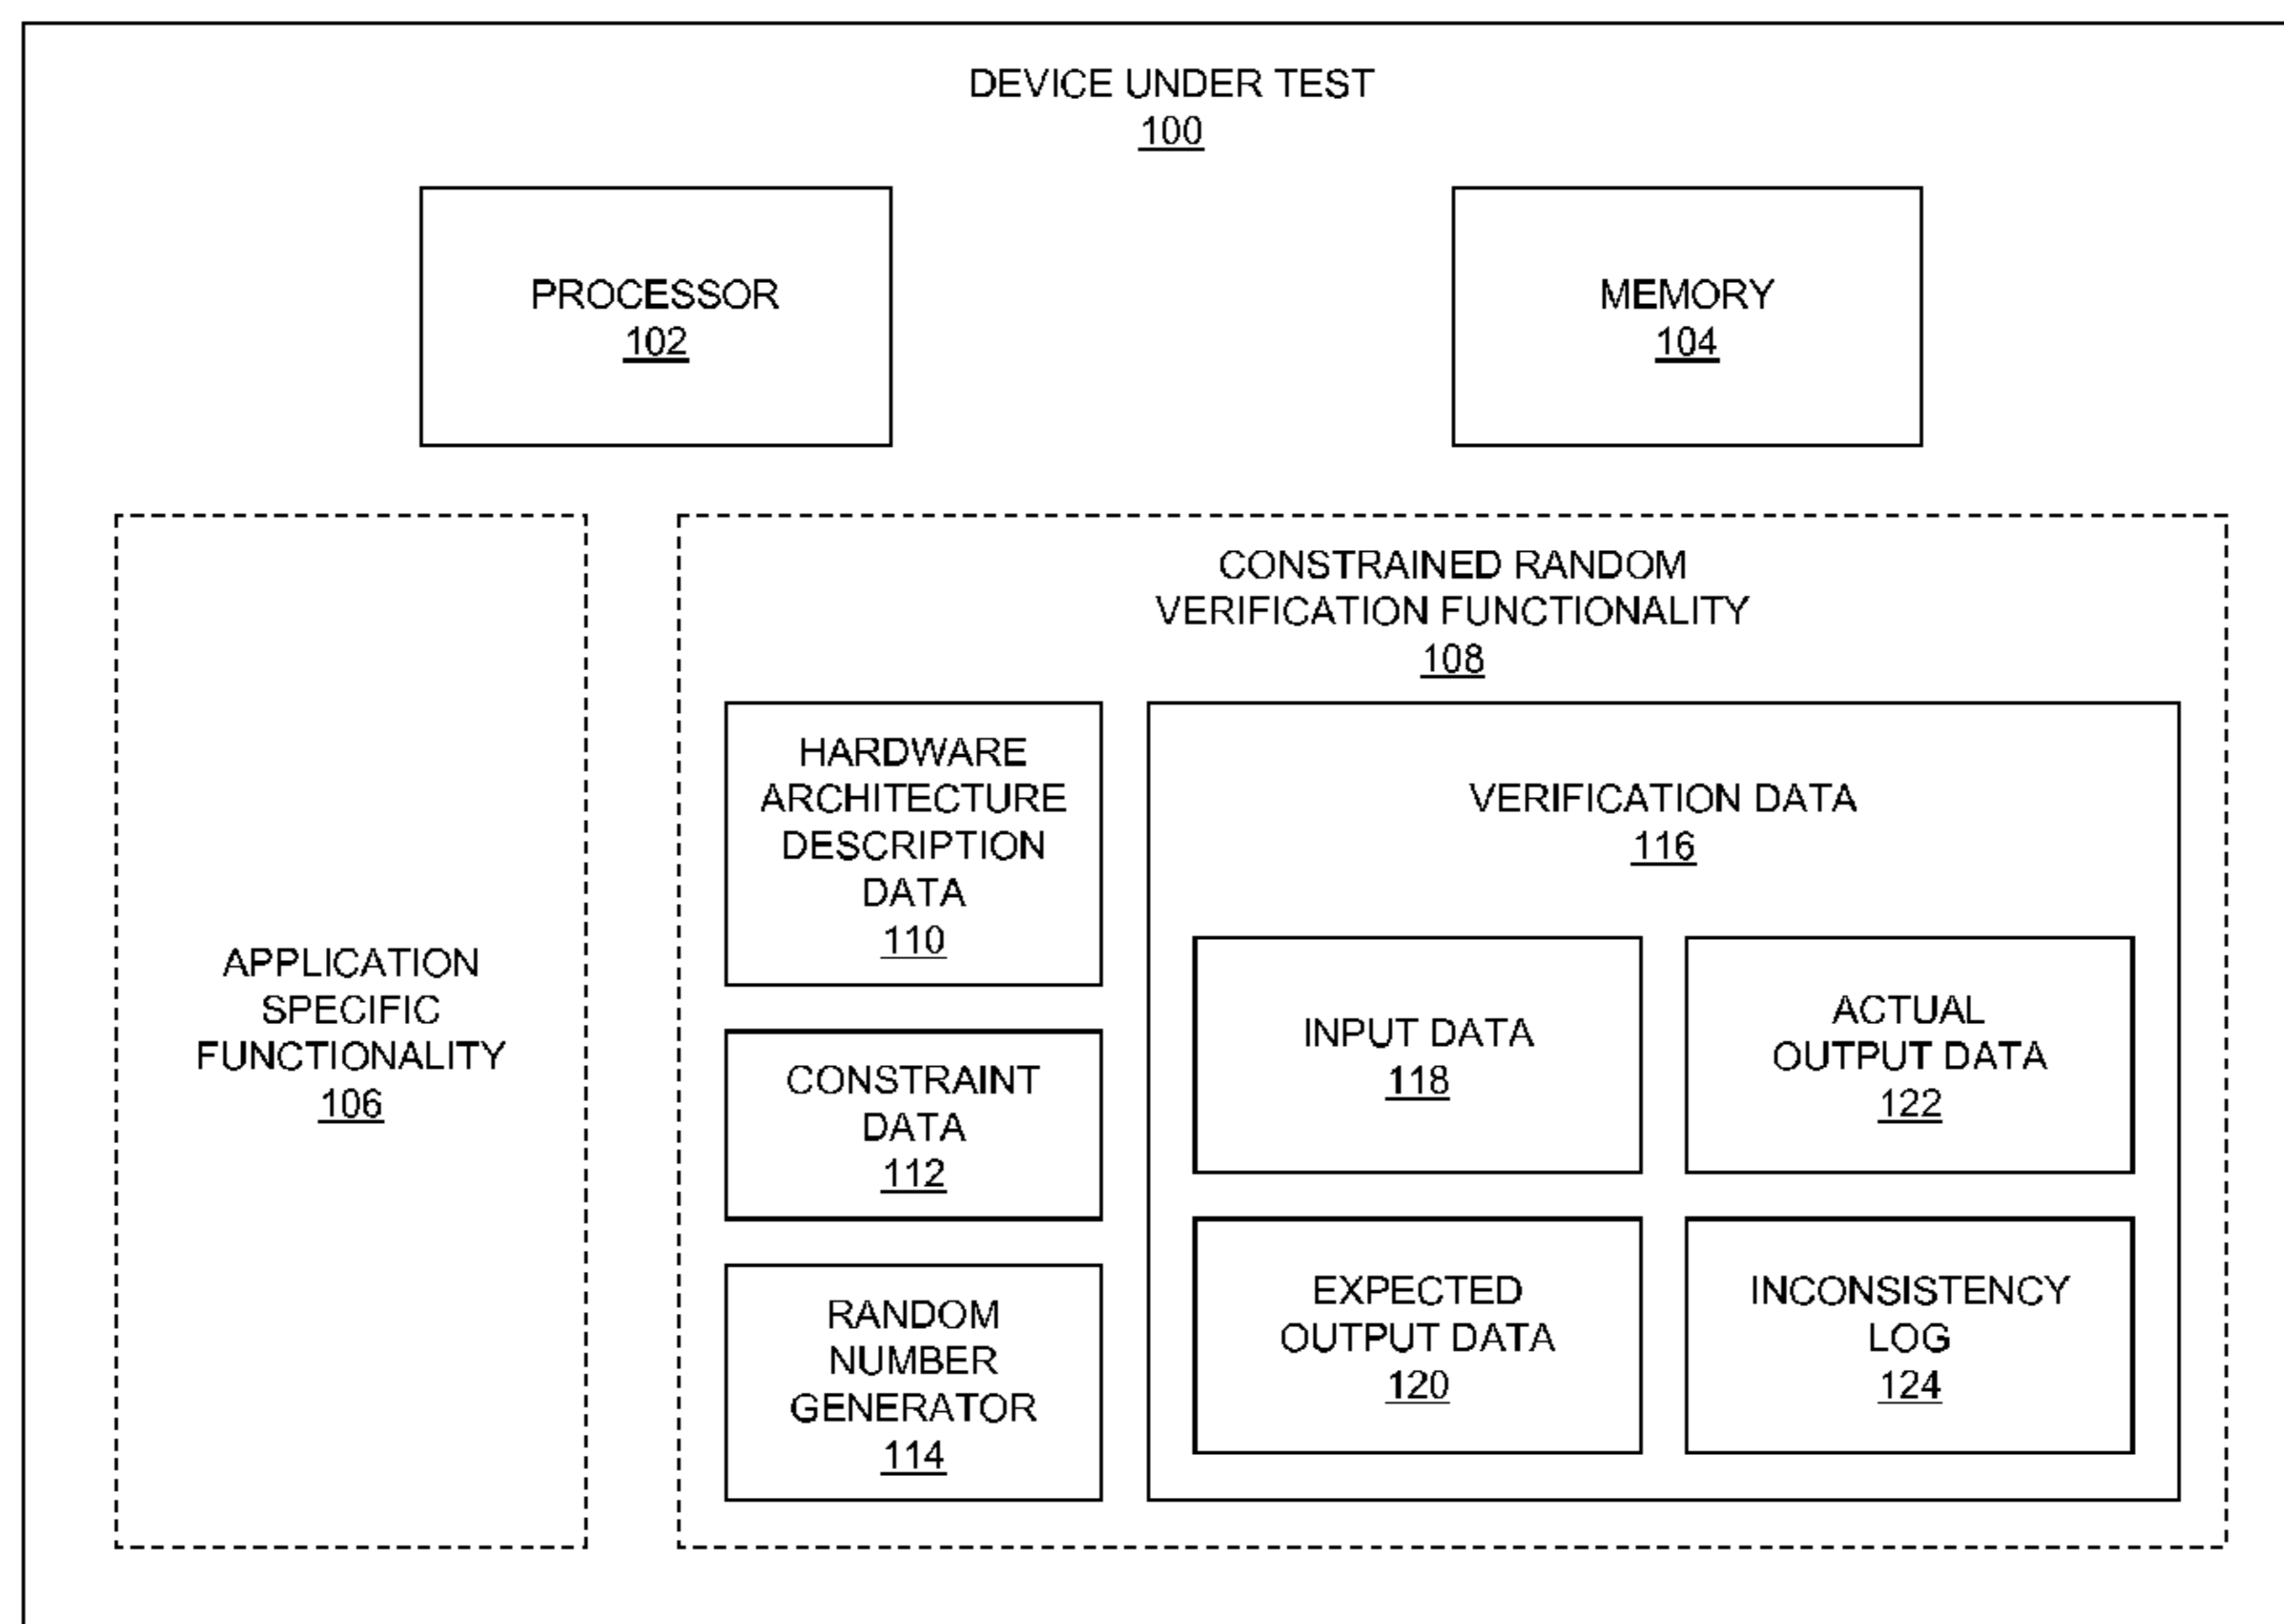 DEVICE UNDER TEST
100
PROCESSOR
102
MEMORY
104
APPLICATION
SPECIFIC
FUNCTIONALITY
106
CONSTRAINED RANDOM
VERIFICATION FUNCTIONALITY
108
HARDWARE
ARCHITECTURE
DESCRIPTION
DATA
110
CONSTRAINT
DATA
112
RANDOM
NUMBER
GENERATOR
114
VERIFICATION DATA
116
INPUT DATA
118
ACTUAL
OUTPUT DATA
122
EXPECTED
OUTPUT DATA
120
INCONSISTENCY
LOG
124